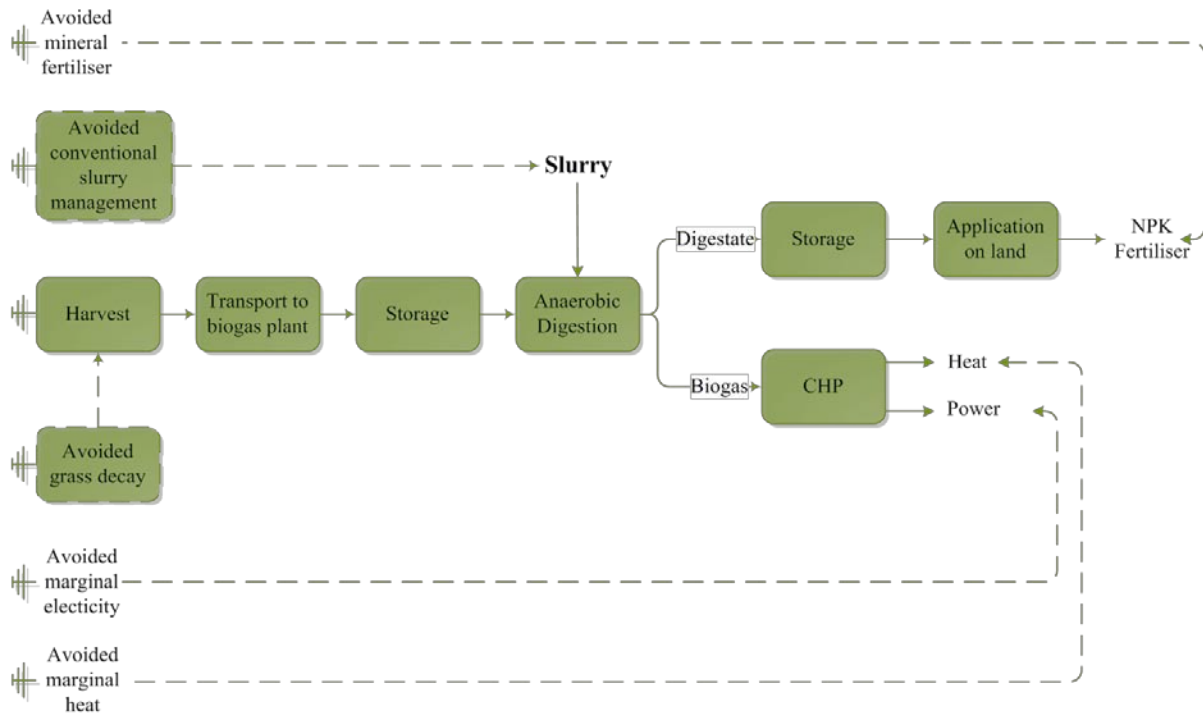 Avoided
mineral
fertiliser
Avoided
conventional
slurry
management
Slurry
Digestate
Storage
Application
on land
NPK
Fertiliser
Harvest
Transport to
biogas plant
Storage
Anaerobic
Digestion
Biogas
CHP
Heat
Power
Avoided
grass decay
Avoided
marginal
electicity
Avoided
marginal
heat